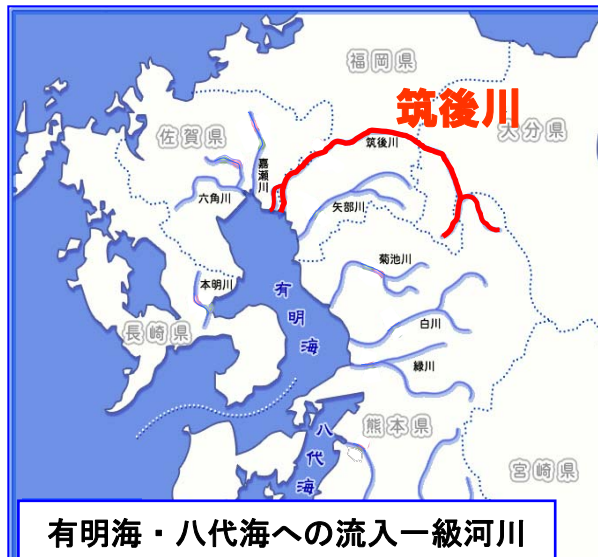 福岡県
筑後川
大分県
佐賀県
筑後川
嘉瀬川
六角川
矢部川
菊池川
本明川
有明海
白川
長崎県
緑川
熊本県
八代海
宮崎県
有明海・八代海への流入一級河川